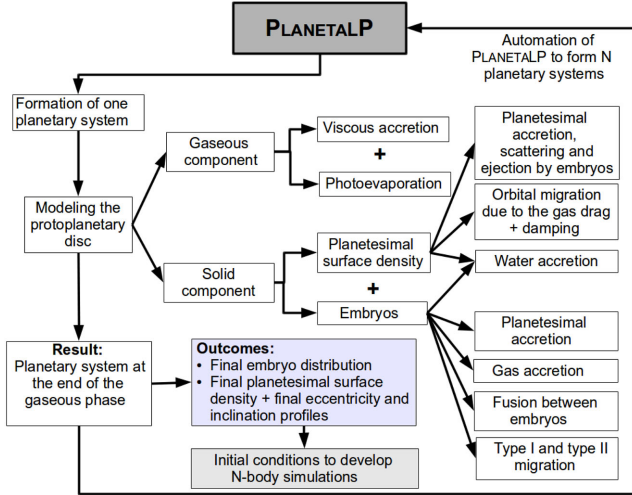 PLANETALP
Automation of
PLANETALP to form N
planetary systems
Formation of one
planetary system
Modeling the
protoplanetary
disc
Gaseous
component
Solid
component
Viscous accretion
+
Photoevaporation
Planetesimal
surface density
+
Embryos
Planetesimal
accretion,
scattering and
ejection by embryos
Orbital migration
due to the gas drag
+ damping
Water accretion
Planetesimal
accretion
Gas accretion
Fusion between
embryos
Type I and type II
migration
Result:
Planetary system at
the end of the
gaseous phase
Outcomes:
• Final embryo distribution
• Final planetesimal surface
density + final eccentricity and
inclination profiles
Initial conditions to develop
N-body simulations